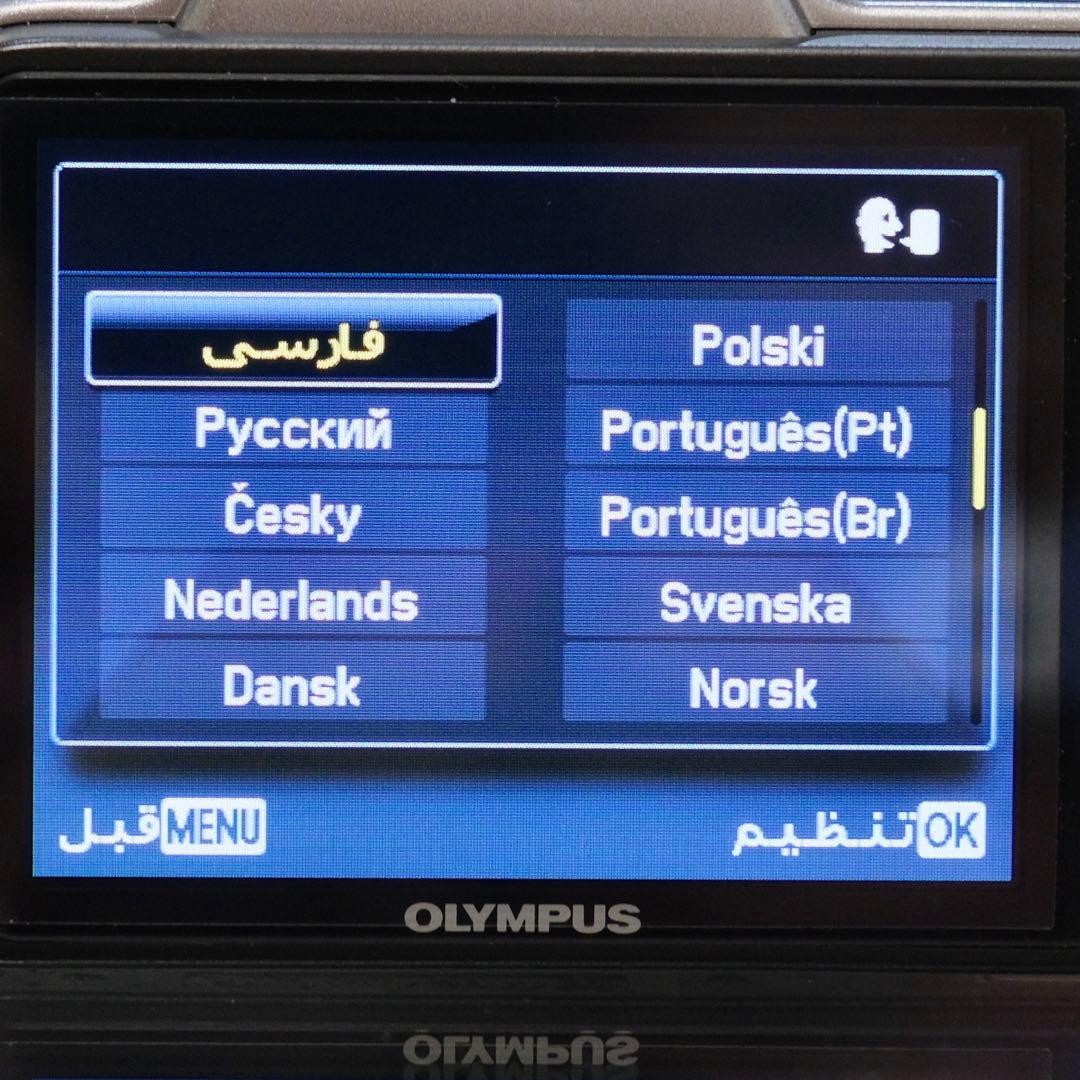 فارسی
Polski
Русский
Português(Pt)
Česky
Português(Br)
Nederlands
Svenska
Dansk
Norsk
MENU قبل
OK تنظیم
OLYMPUS